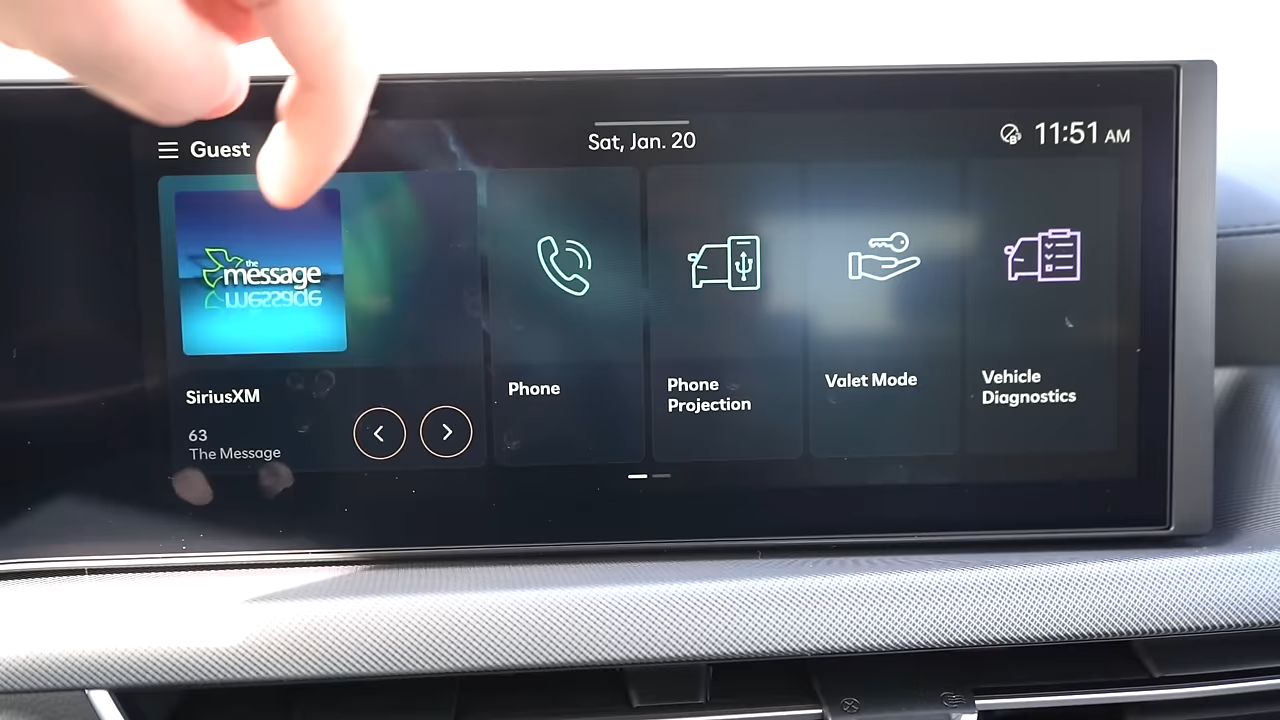 Guest
Sat, Jan. 20
11:51 AM
the
message
SiriusXM
63
The Message
Phone
Phone
Projection
Valet Mode
Vehicle
Diagnostics